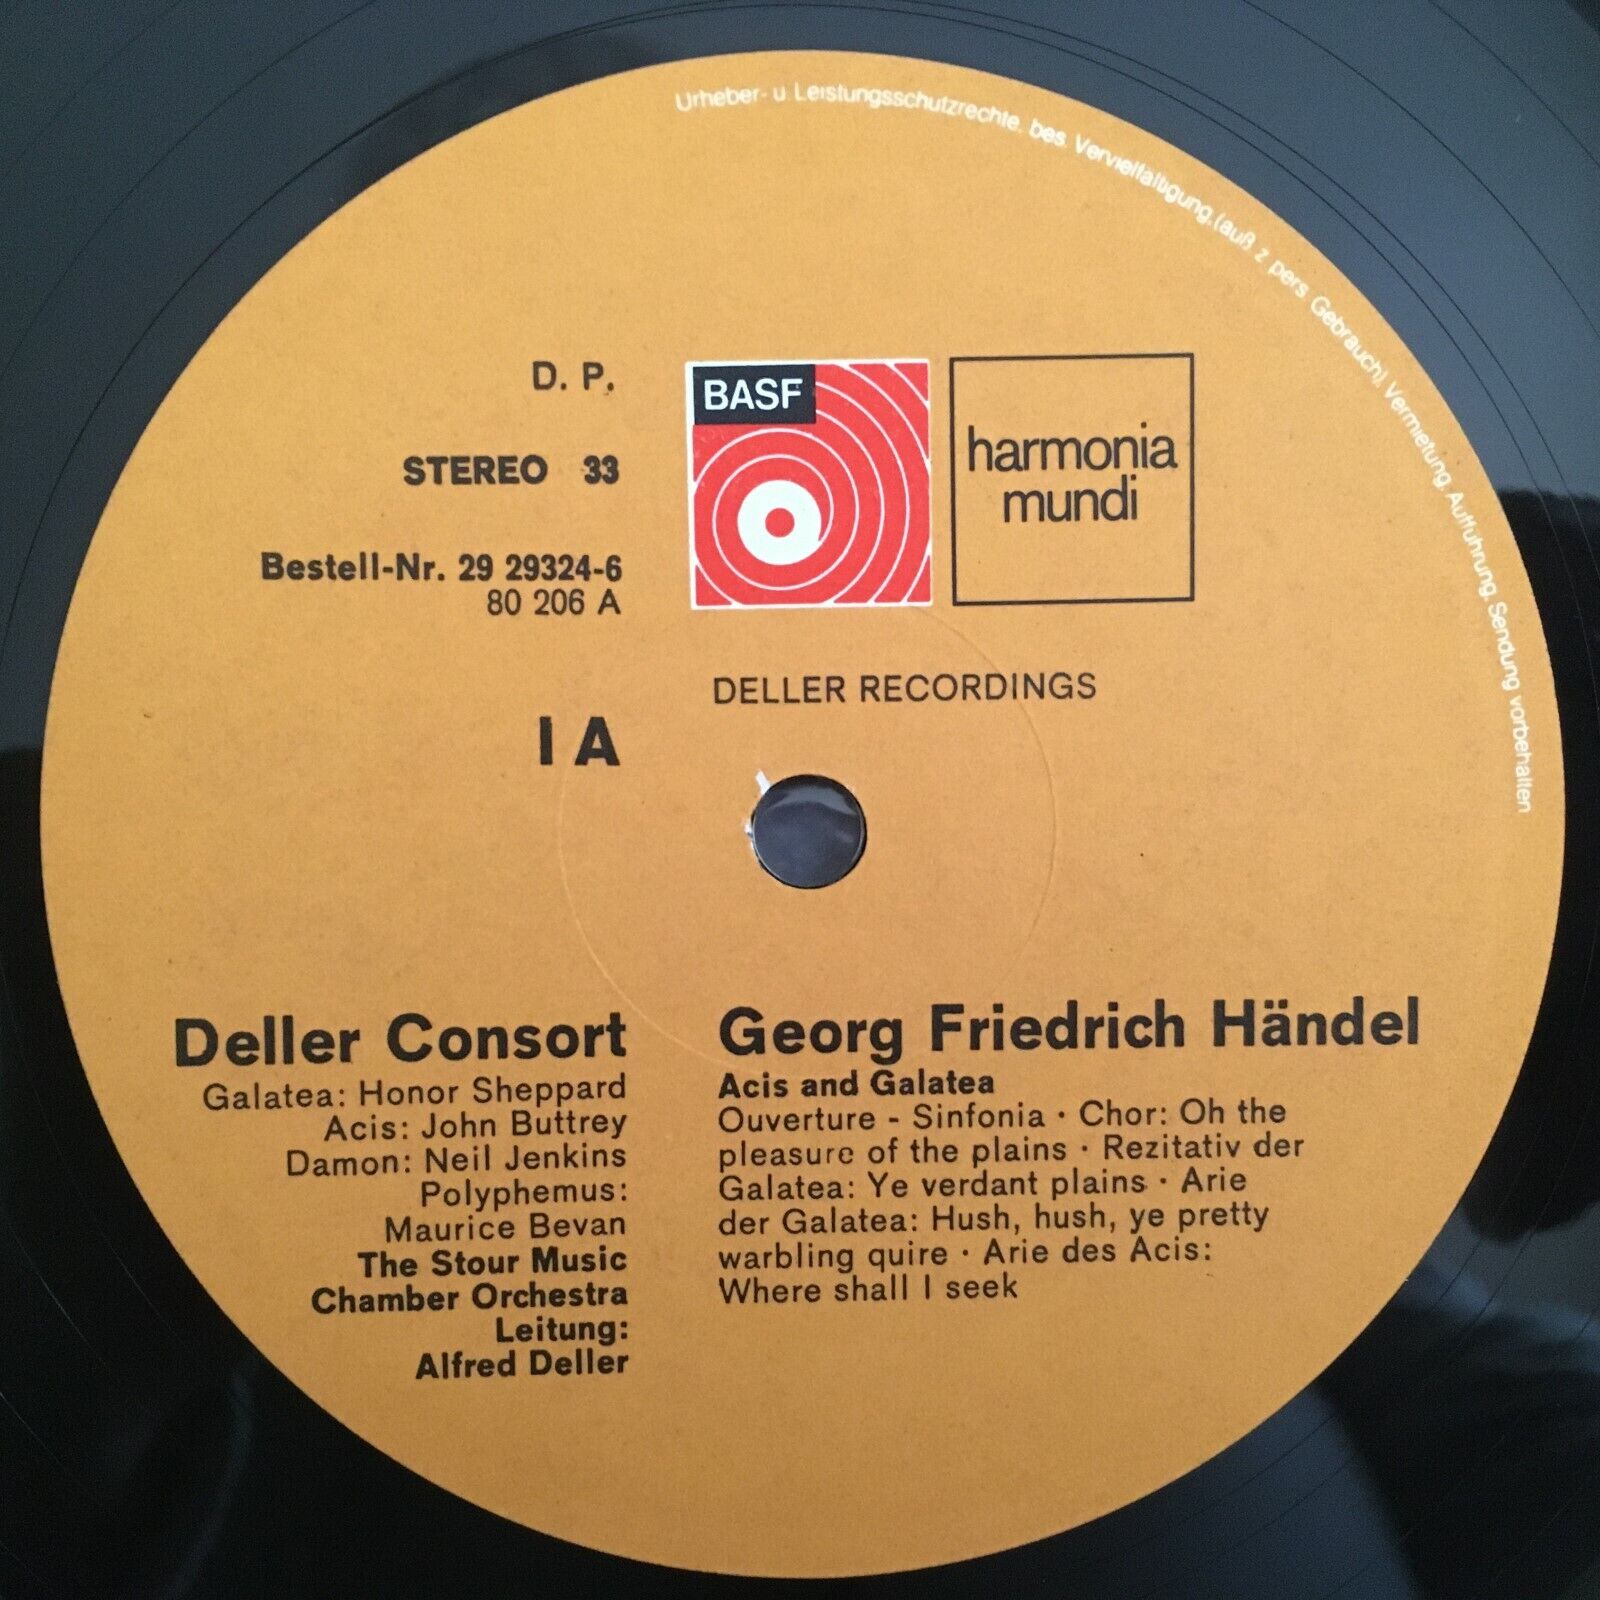 Urheber- u. Leistungsschutzrechte, bes. Vervielfältigung (auß. z. pers. Gebrauch), Vermietung, Aufführung, Sendung vorbehalten
D. P.
STEREO 33
Bestell-Nr. 29 29324-6
80 206 A
I A
BASF
harmonia
mundi
DELLER RECORDINGS
Deller Consort
Galatea: Honor Sheppard
Acis: John Buttrey
Damon: Neil Jenkins
Polyphemus:
Maurice Bevan
The Stour Music
Chamber Orchestra
Leitung:
Alfred Deller
Georg Friedrich Händel
Acis and Galatea
Ouverture - Sinfonia · Chor: Oh the
pleasure of the plains · Rezitativ der
Galatea: Ye verdant plains · Arie
der Galatea: Hush, hush, ye pretty
warbling quire · Arie des Acis:
Where shall I seek